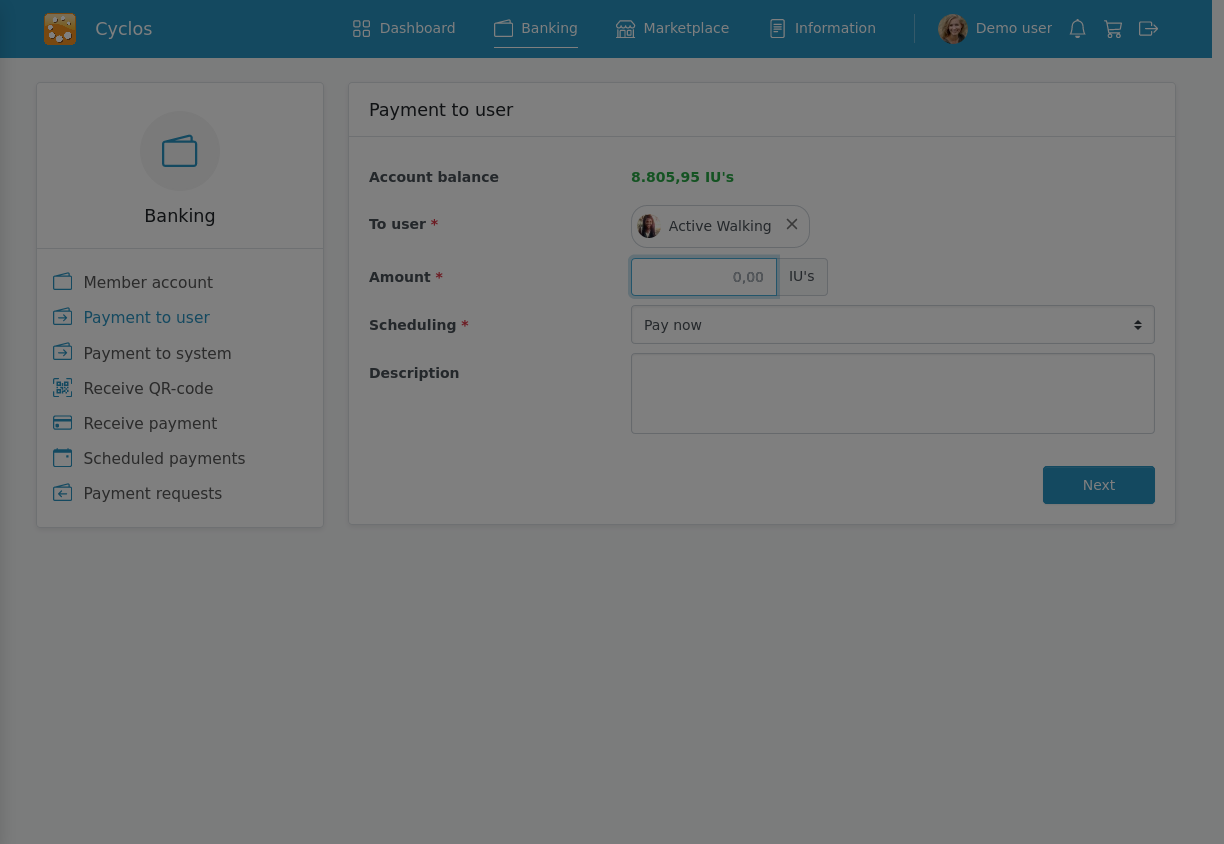 Cyclos
Dashboard
Banking
Marketplace
Information
Demo user
Banking
Member account
Payment to user
Payment to system
Receive QR-code
Receive payment
Scheduled payments
Payment requests
Payment to user
Account balance
8.805,95 IU's
To user *
Active Walking
Amount *
0,00 IU's
Scheduling *
Pay now
Description
Next